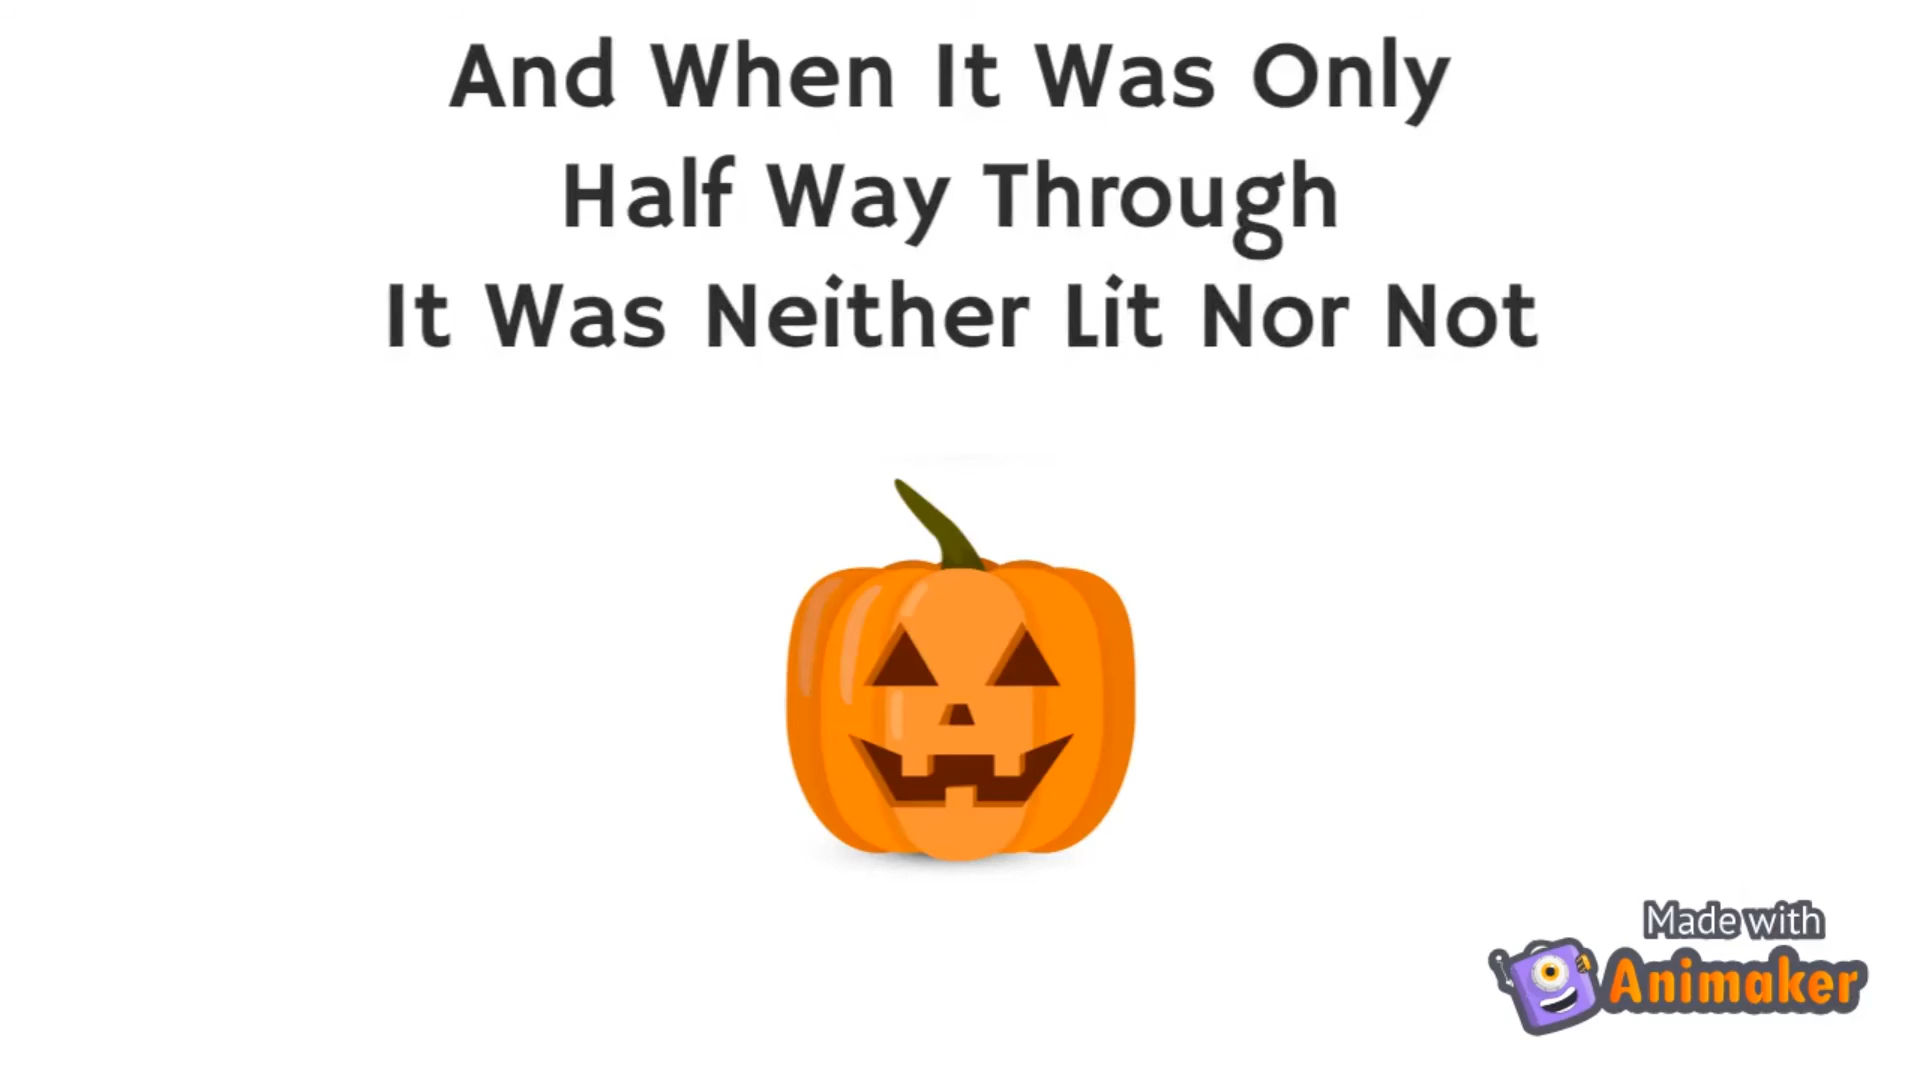 And When It Was Only
Half Way Through
It Was Neither Lit Nor Not
Made with
Animaker